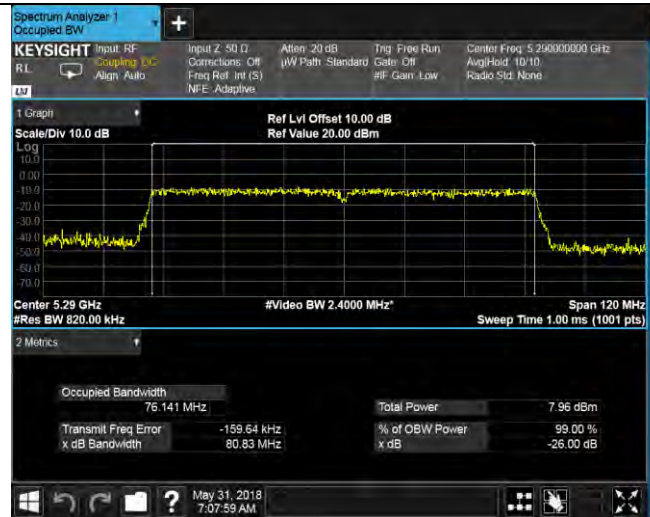 Spectrum Analyzer 1
Occupied BW
+
KEYSIGHT Input: RF Input Z: 50 Ω Atten: 20 dB Trig: Free Run Center Freq: 5.290000000 GHz
RL Coupling: DC Corrections: Off µW Path: Standard Gate: Off Avg|Hold: 10/10
Align: Auto Freq Ref: Int (S) #IF Gain: Low Radio Std: None
NFE: Adaptive
LXI
1 Graph
Ref Lvl Offset 10.00 dB
Scale/Div 10.0 dB Ref Value 20.00 dBm
Log
10.0
0.00
-10.0
-20.0
-30.0
-40.0
-50.0
-60.0
-70.0
Center 5.29 GHz #Video BW 2.4000 MHz* Span 120 MHz
#Res BW 820.00 kHz Sweep Time 1.00 ms (1001 pts)
2 Metrics
Occupied Bandwidth
76.141 MHz Total Power 7.96 dBm
Transmit Freq Error -159.64 kHz % of OBW Power 99.00 %
x dB Bandwidth 80.83 MHz x dB -26.00 dB
? May 31, 2018
7:07:59 AM